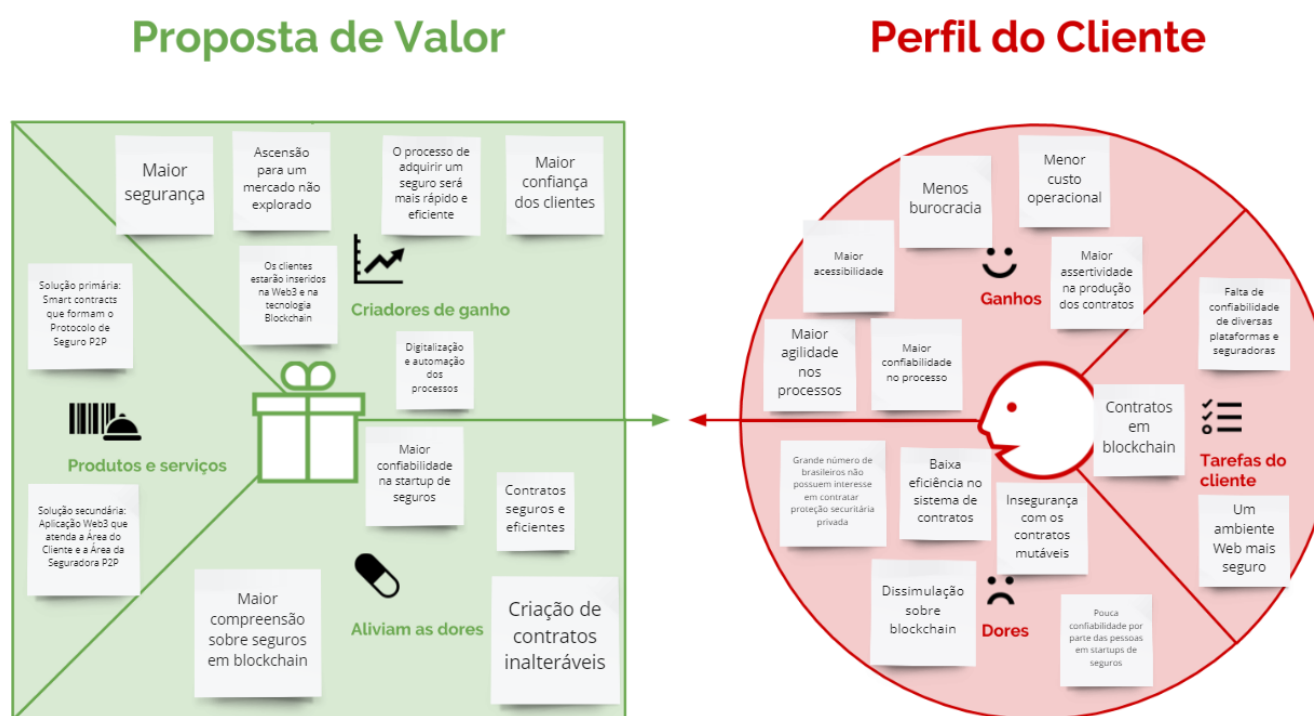 Proposta de Valor
Perfil do Cliente
Maior
segurança
Ascensão
para um
mercado não
explorado
O processo de
adquirir um
seguro será
mais rápido e
eficiente
Maior
confiança
dos clientes
Os clientes
estarão inseridos
na Web3 e na
tecnologia
Blockchain
Criadores de ganho
Digitalização
e automação
dos
processos
Solução primária:
Smart contracts
que formam o
Protocolo de
Seguro P2P
Produtos e serviços
Solução secundária:
Aplicação Web3 que
atenda a Área do
Cliente e a Área da
Seguradora P2P
Maior
confiabilidade
na startup de
seguros
Contratos
seguros e
eficientes
Maior
compreensão
sobre seguros
em blockchain
Aliviam as dores
Criação de
contratos
inalteráveis
Menos
burocracia
Menor
custo
operacional
Maior
acessibilidade
Ganhos
Maior
assertividade
na produção
dos contratos
Maior
agilidade
nos
processos
Maior
confiabilidade
no processo
Falta de
confiabilidade
de diversas
plataformas e
seguradoras
Contratos
em
blockchain
Tarefas do
cliente
Um
ambiente
Web mais
seguro
Grande número de
brasileiros não
possuem interesse
em contratar
proteção securitária
privada
Baixa
eficiência no
sistema de
contratos
Insegurança
com os
contratos
mutáveis
Dissimulação
sobre
blockchain
Dores
Pouca
confiabilidade por
parte das pessoas
em startups de
seguros